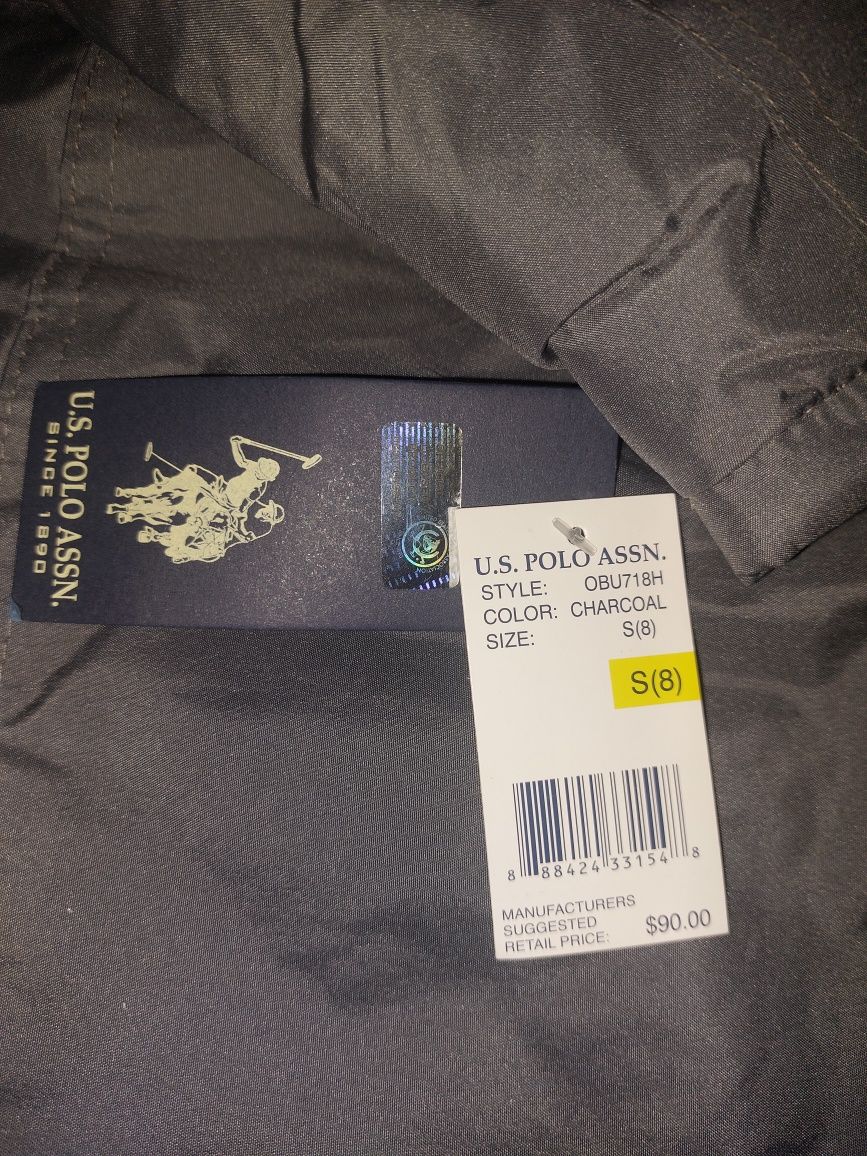 U.S. POLO ASSN.
SINCE 1890
U.S. POLO ASSN.
STYLE: OBU718H
COLOR: CHARCOAL
SIZE: S(8)
S(8)
8 88424 33154 8
MANUFACTURERS
SUGGESTED
RETAIL PRICE: $90.00